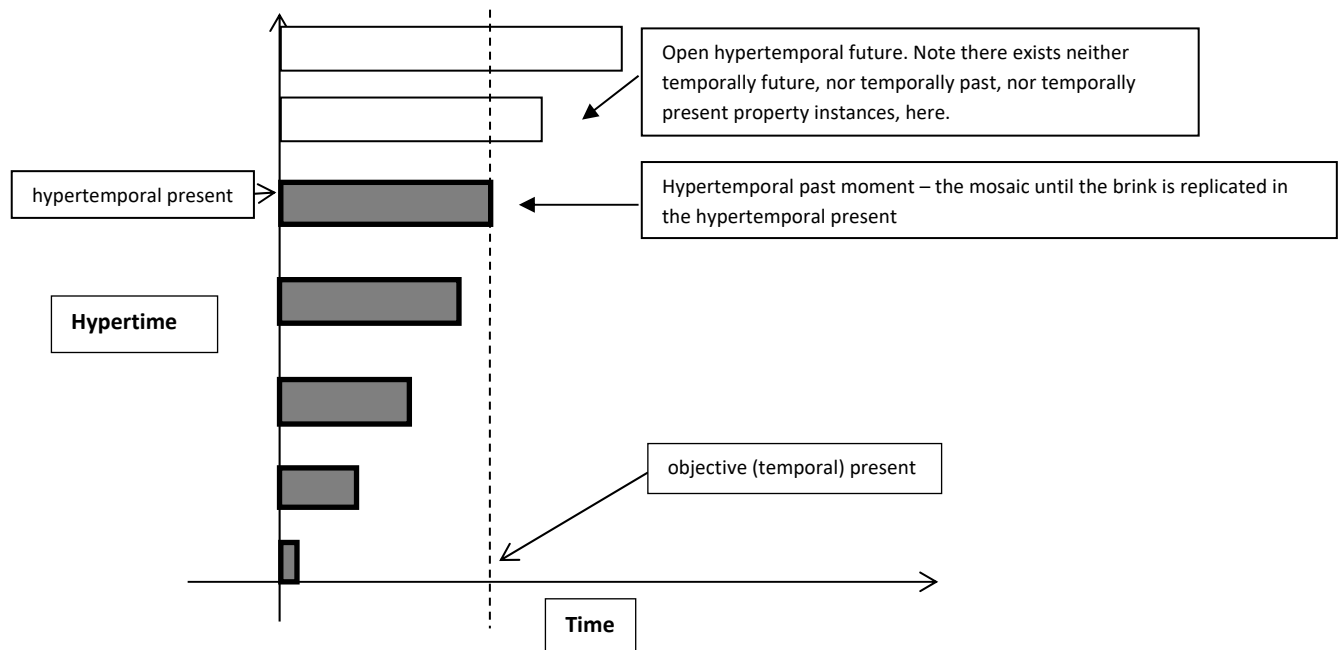 Open hypertemporal future. Note there exists neither
temporally future, nor temporally past, nor temporally
present property instances, here.
hypertemporal present
Hypertemporal past moment – the mosaic until the brink is replicated in
the hypertemporal present
Hypertime
objective (temporal) present
Time